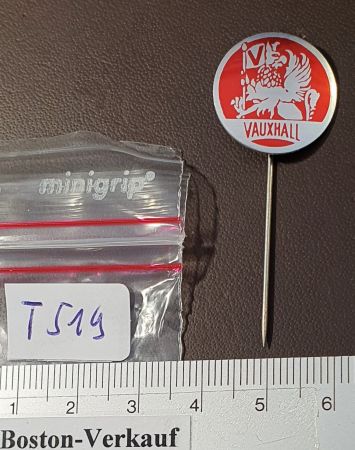 V
VAUXHALL
minigrip®
T519
1 2 3 4 5 6
Boston-Verkauf